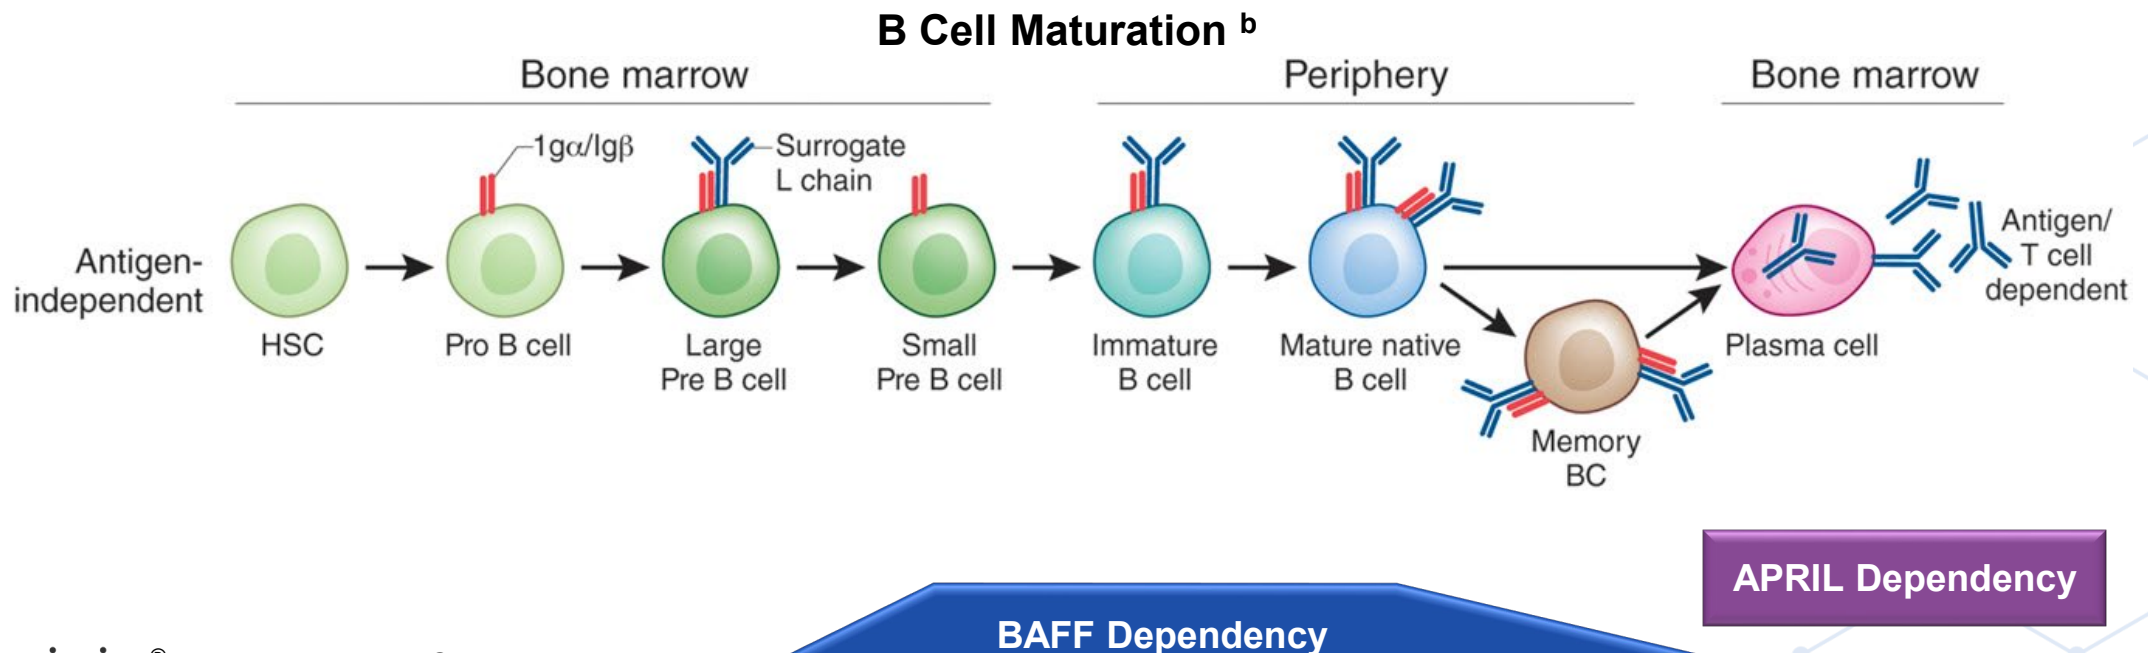 B Cell Maturation b
Bone marrow
Periphery
Bone marrow
1gα/Igβ
Surrogate
L chain
Antigen-
independent
Antigen/
T cell
dependent
HSC
Pro B cell
Large
Pre B cell
Small
Pre B cell
Immature
B cell
Mature native
B cell
Plasma cell
Memory
BC
APRIL Dependency
BAFF Dependency